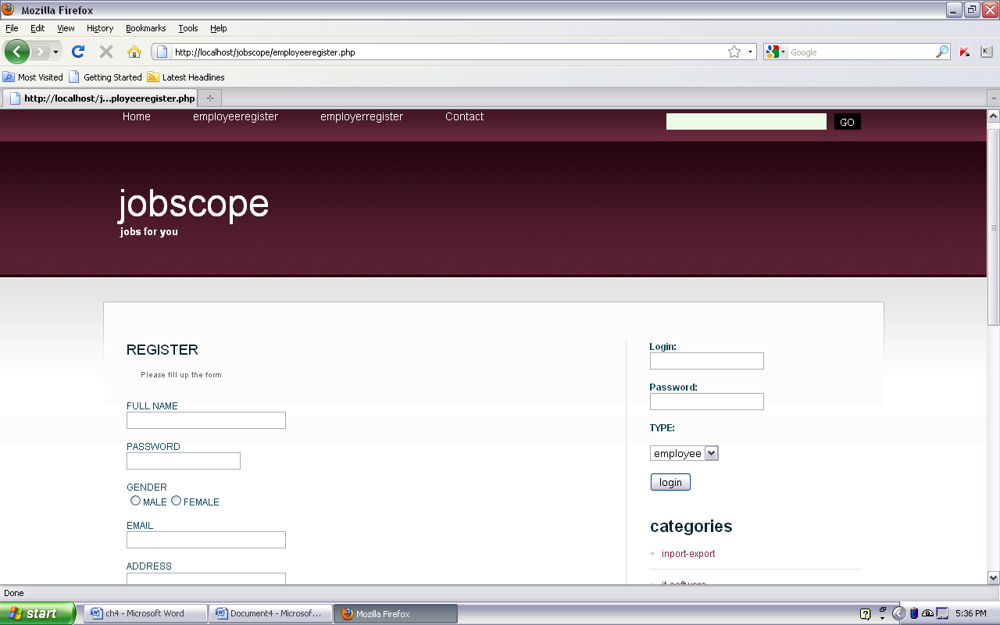 Mozilla Firefox
File Edit View History Bookmarks Tools Help
http://localhost/jobscope/employeeregister.php
Google
K
Most Visited Getting Started Latest Headlines
http://localhost/j...ployeeregister.php
Home employeeregister employerregister Contact GO
jobscope
jobs for you
REGISTER
Please fill up the form
FULL NAME
PASSWORD
GENDER
MALE FEMALE
EMAIL
ADDRESS
Login:
Password:
TYPE:
employee
login
categories
inport-export
Done
start ch4 - Microsoft Word Document4 - Microsof... Mozilla Firefox 5:36 PM